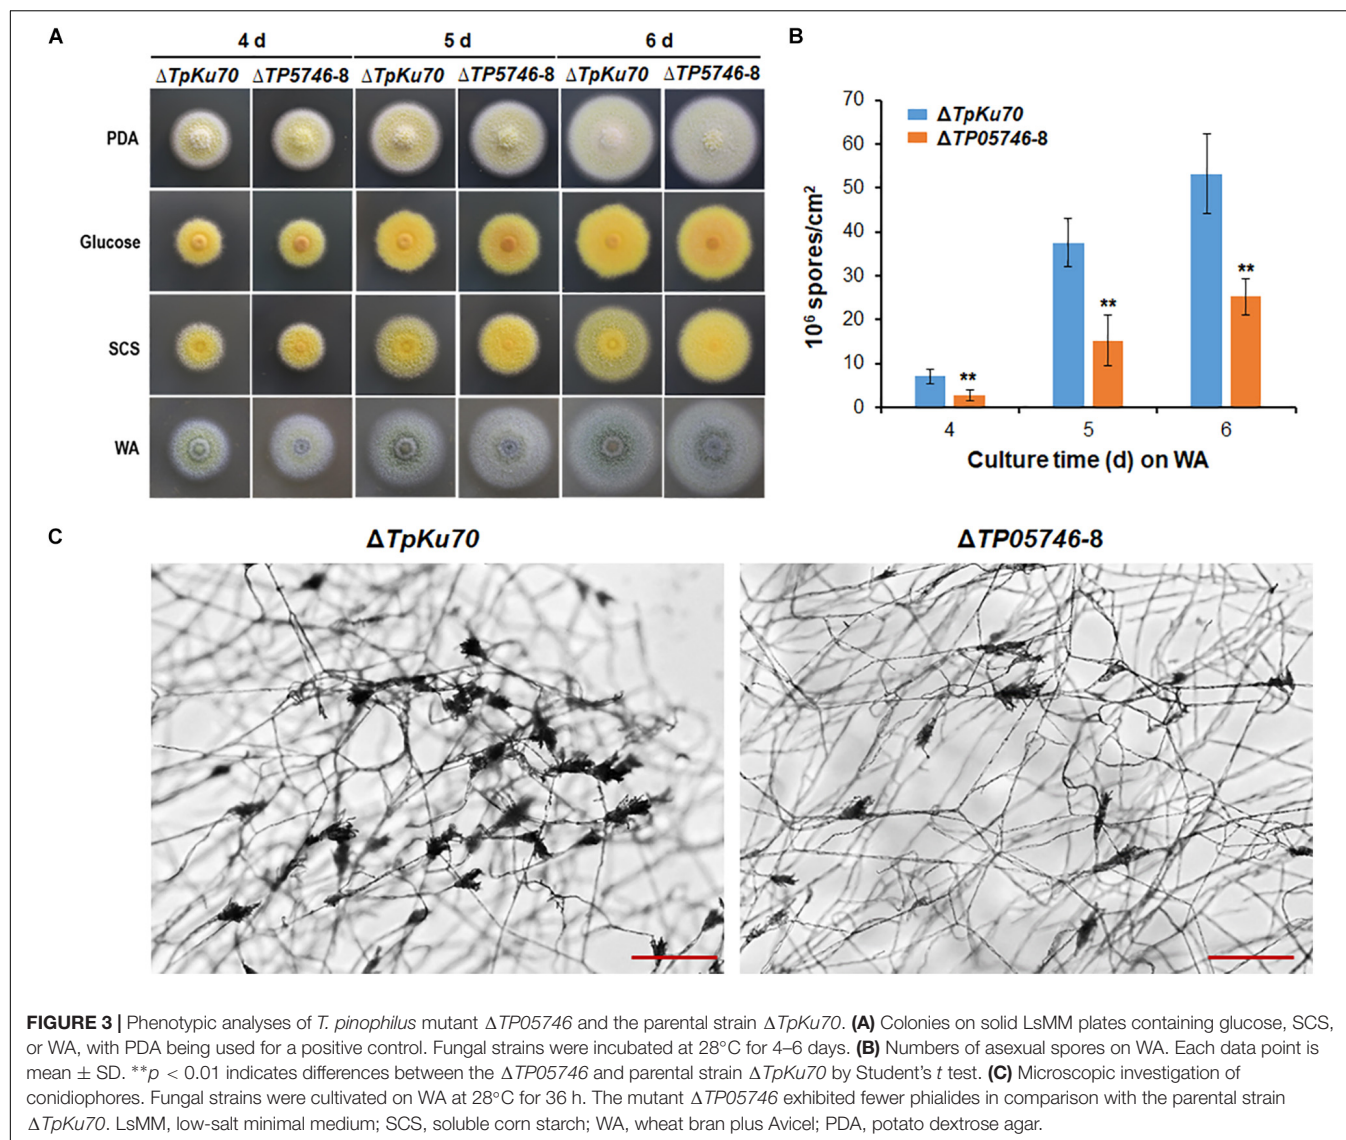 A
4 d 5 d 6 d
ΔTpKu70 ΔTP5746-8 ΔTpKu70 ΔTP5746-8 ΔTpKu70 ΔTP5746-8
PDA
Glucose
SCS
WA
B
70
60
50
40
30
20
10
0
10⁶ spores/cm²
ΔTpKu70
ΔTP05746-8
**
**
**
4 5 6
Culture time (d) on WA
C
ΔTpKu70 ΔTP05746-8
FIGURE 3 | Phenotypic analyses of T. pinophilus mutant ΔTP05746 and the parental strain ΔTpKu70. (A) Colonies on solid LsMM plates containing glucose, SCS,
or WA, with PDA being used for a positive control. Fungal strains were incubated at 28°C for 4–6 days. (B) Numbers of asexual spores on WA. Each data point is
mean ± SD. **p < 0.01 indicates differences between the ΔTP05746 and parental strain ΔTpKu70 by Student's t test. (C) Microscopic investigation of
conidiophores. Fungal strains were cultivated on WA at 28°C for 36 h. The mutant ΔTP05746 exhibited fewer phialides in comparison with the parental strain
ΔTpKu70. LsMM, low-salt minimal medium; SCS, soluble corn starch; WA, wheat bran plus Avicel; PDA, potato dextrose agar.